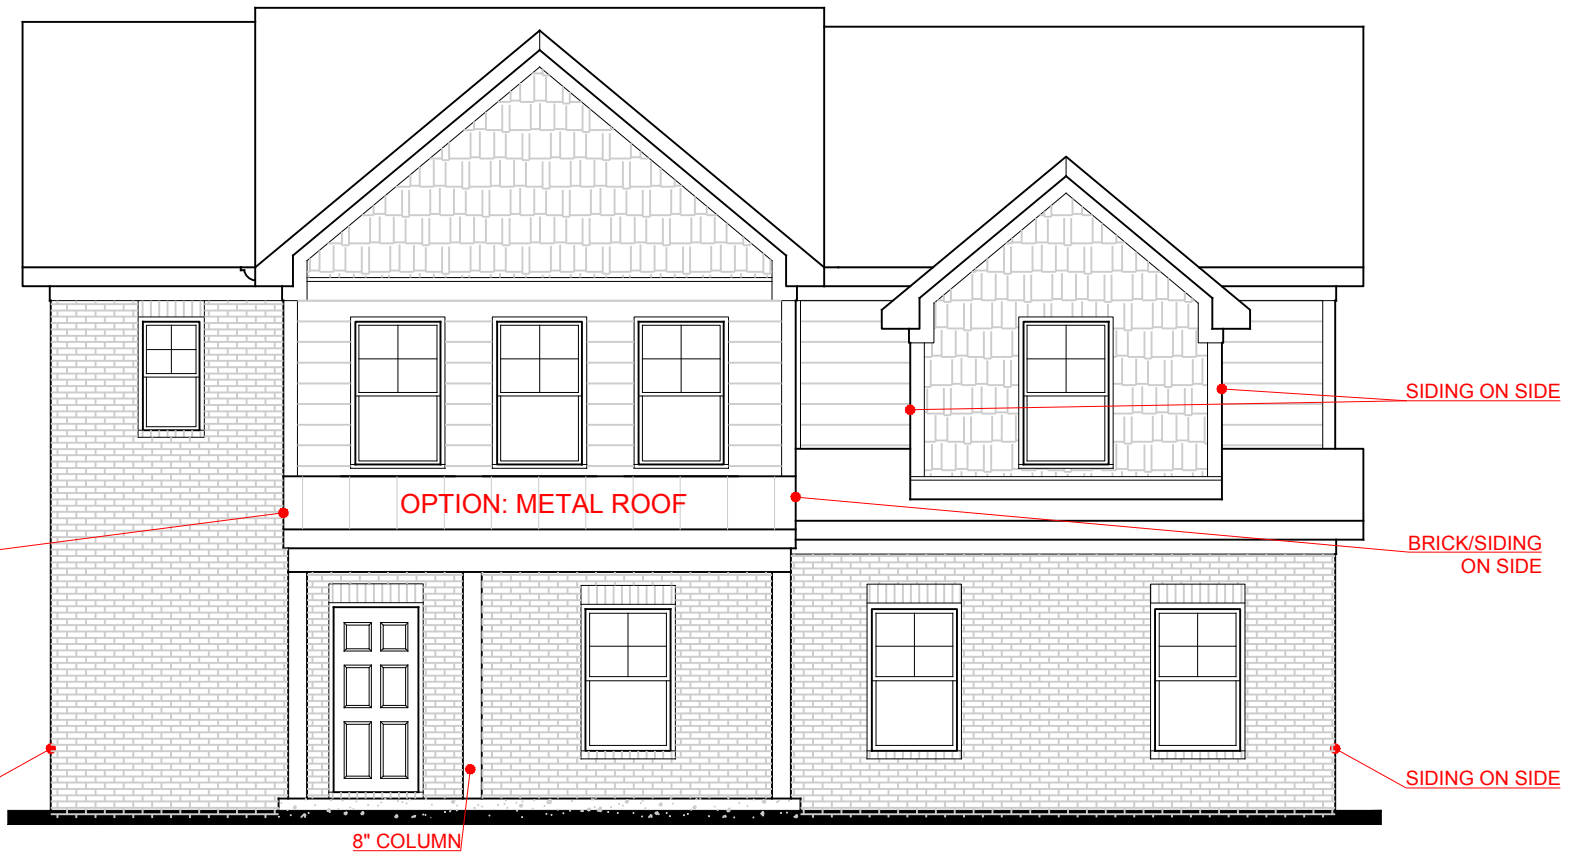 SIDING ON SIDE
OPTION: METAL ROOF
BRICK/SIDING
ON SIDE
SIDING ON SIDE
8" COLUMN